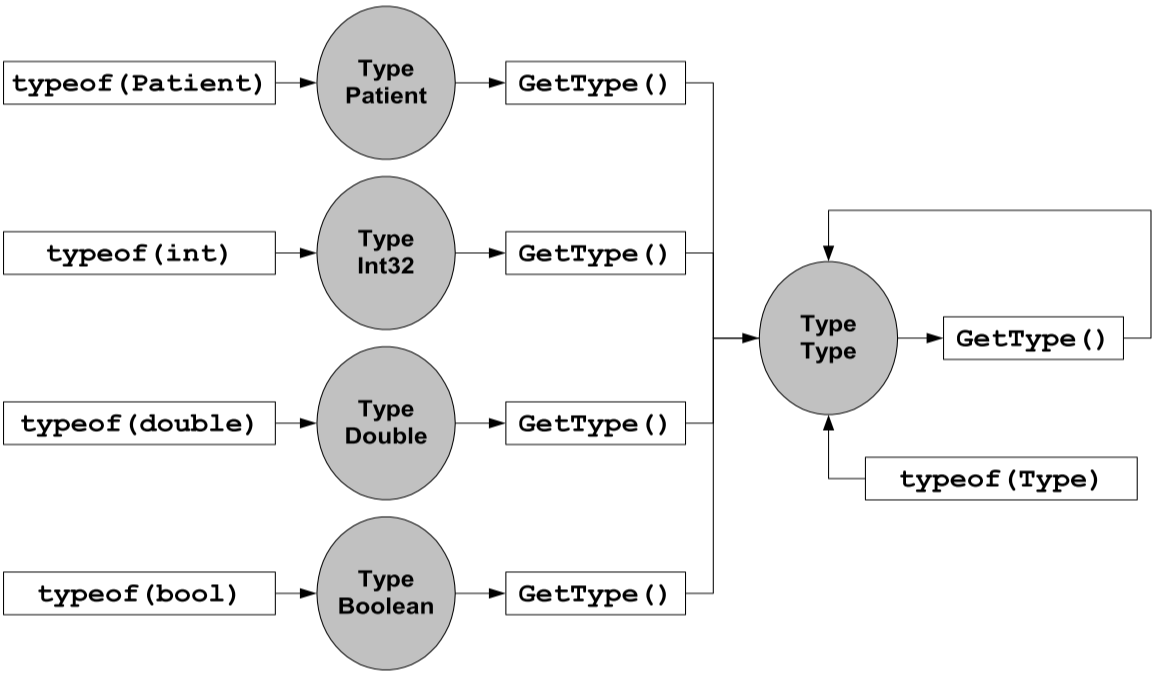 typeof(Patient)
Type
Patient
GetType()
typeof(int)
Type
Int32
GetType()
typeof(double)
Type
Double
GetType()
typeof(bool)
Type
Boolean
GetType()
Type
Type
GetType()
typeof(Type)